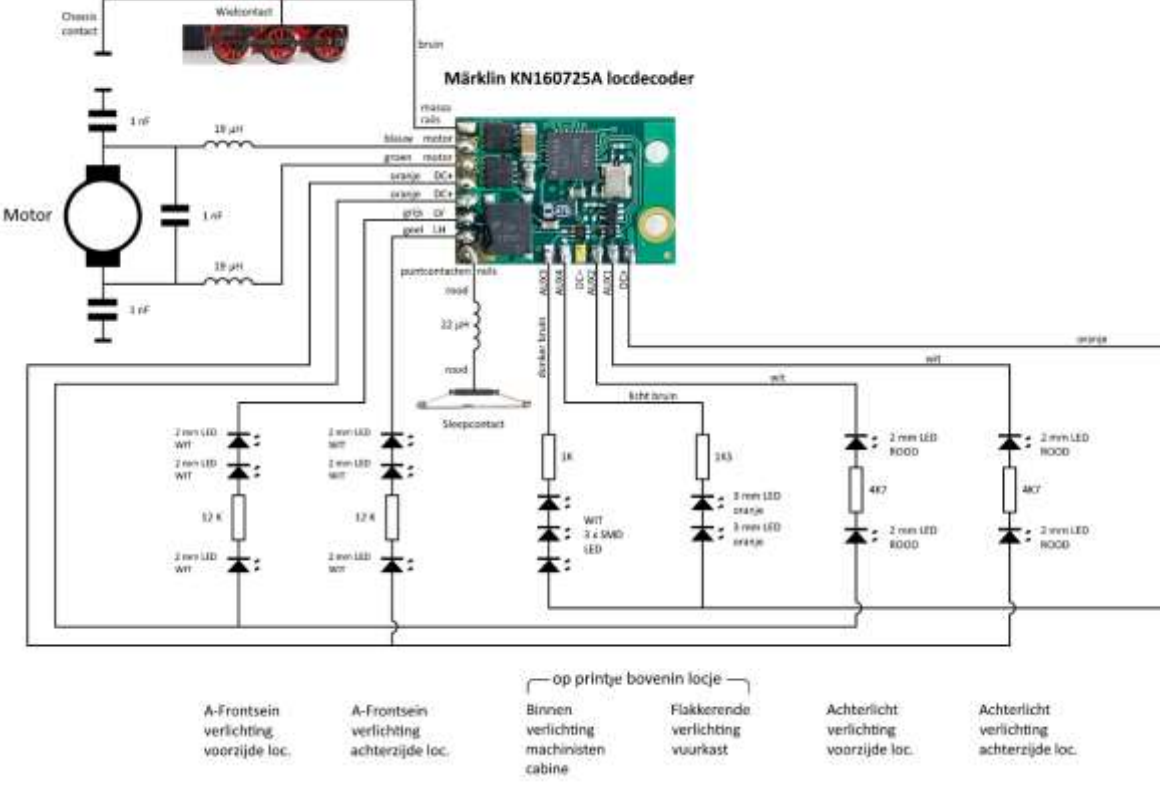 Chassis
contact
Wielcontact
bruin
Märklin KN160725A locdecoder
massa
rails
1 nF
18 µH
blauw motor
groen motor
oranje DC+
oranje DC+
grijs LV
geel LH
Motor
1 nF
18 µH
1 nF
puntcontacten rails
rood
22 µH
rood
Sleepcontact
AUX3
AUX4
DC-
AUX2
AUX1
DC+
donker bruin
oranje
wit
wit
licht bruin
2 mm LED
WIT
2 mm LED
WIT
12 K
2 mm LED
WIT
2 mm LED
WIT
2 mm LED
WIT
12 K
2 mm LED
WIT
1K
WIT
3 x SMD
LED
1K5
3 mm LED
oranje
3 mm LED
oranje
2 mm LED
ROOD
4K7
2 mm LED
ROOD
2 mm LED
ROOD
4K7
2 mm LED
ROOD
op printje bovenin locje
A-Frontsein
verlichting
voorzijde loc.
A-Frontsein
verlichting
achterzijde loc.
Binnen
verlichting
machinisten
cabine
Flakkerende
verlichting
vuurkast
Achterlicht
verlichting
voorzijde loc.
Achterlicht
verlichting
achterzijde loc.